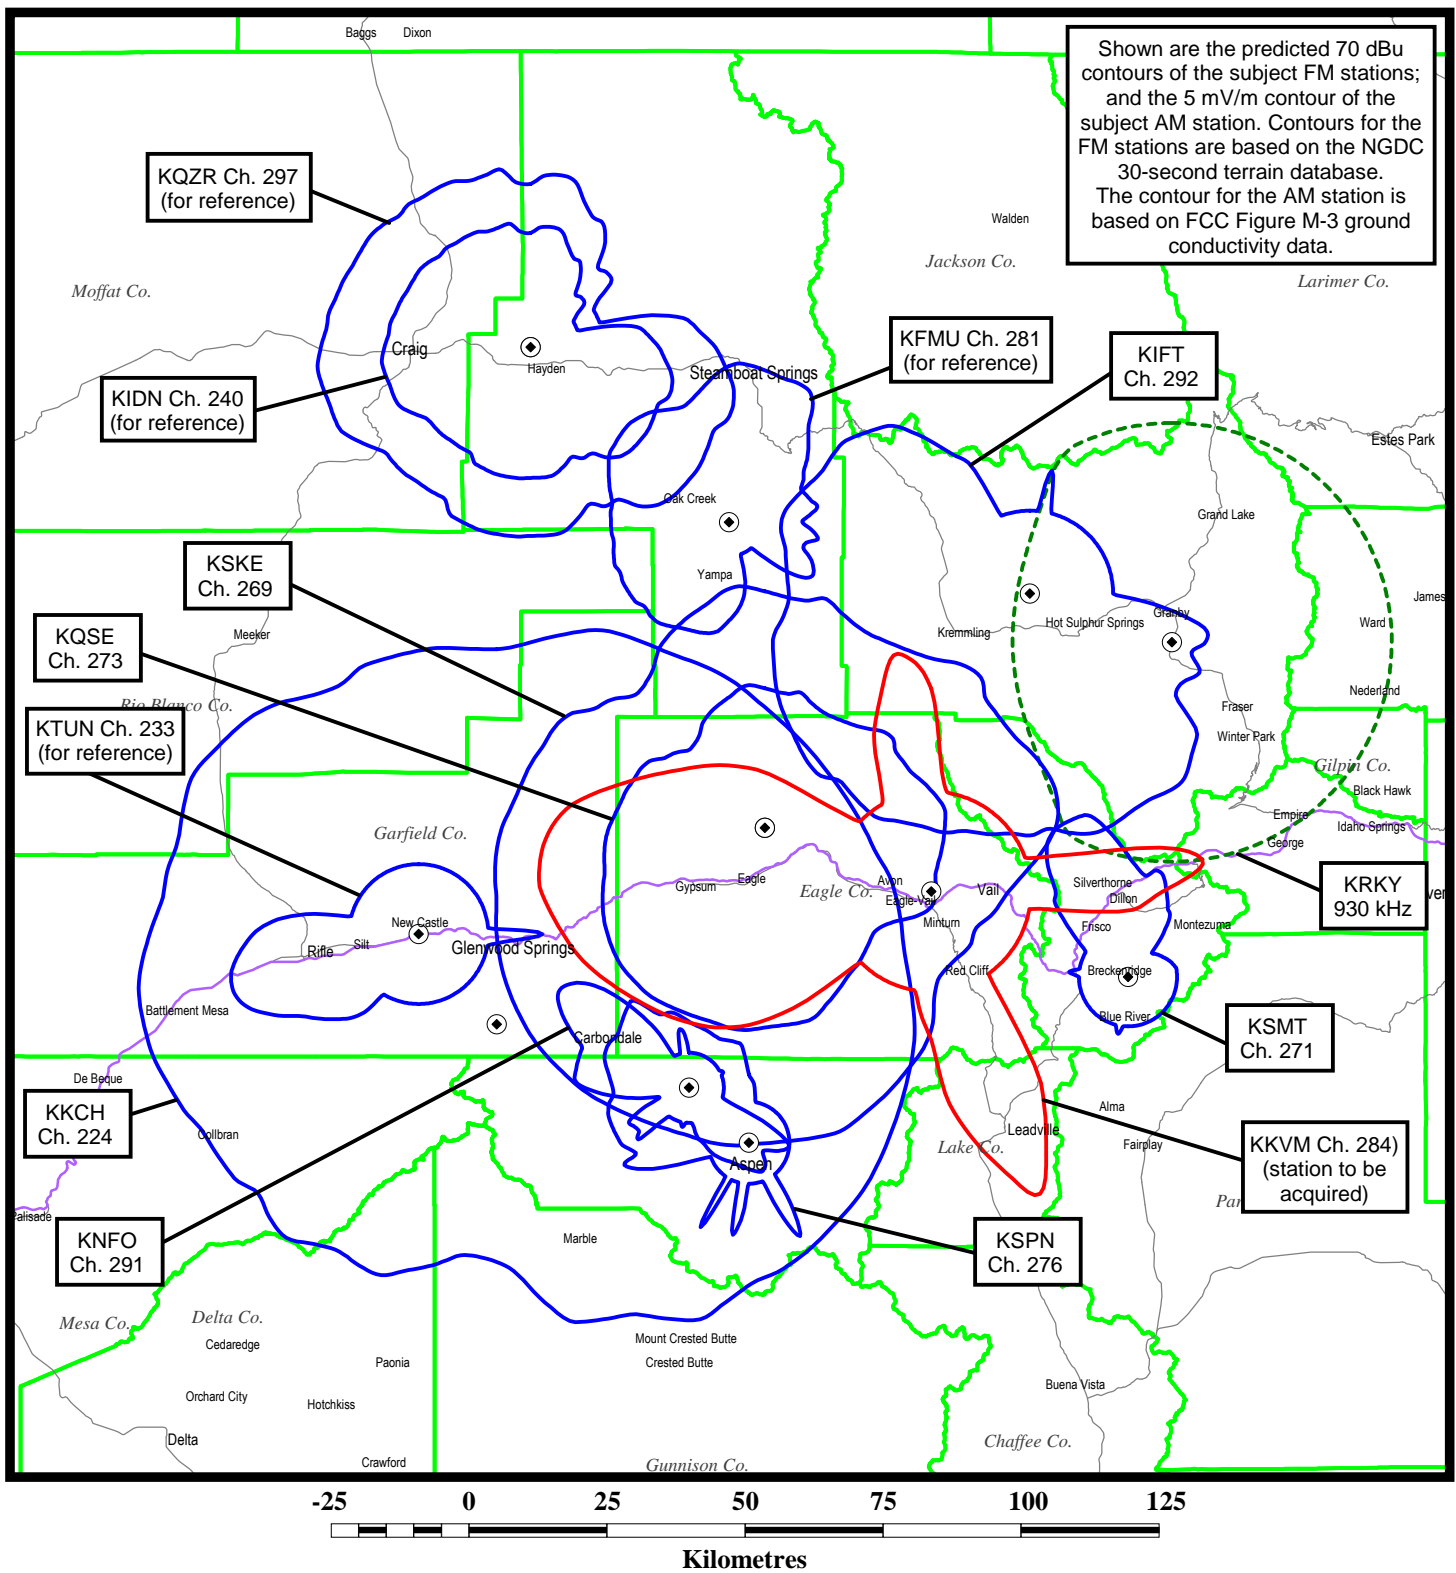 Baggs
Dixon
Shown are the predicted 70 dBu
contours of the subject FM stations;
and the 5 mV/m contour of the
subject AM station. Contours for the
FM stations are based on the NGDC
30-second terrain database.
The contour for the AM station is
based on FCC Figure M-3 ground
conductivity data.
KQZR Ch. 297
(for reference)
Walden
Jackson Co.
Larimer Co.
Moffat Co.
KFMU Ch. 281
(for reference)
KIFT
Ch. 292
Craig
Hayden
Steamboat Springs
KIDN Ch. 240
(for reference)
Estes Park
Oak Creek
Grand Lake
KSKE
Ch. 269
Yampa
James
Granby
Hot Sulphur Springs
Ward
KQSE
Ch. 273
Meeker
Kremmling
Nederland
Rio Blanco Co.
Fraser
KTUN Ch. 233
(for reference)
Winter Park
Gilpin Co.
Black Hawk
Empire
Idaho Springs
Garfield Co.
George
Gypsum
Eagle
Eagle Co.
Avon
Eagle-Vail
Vail
Silverthorne
Dillon
KRKY
930 kHz
ver
New Castle
Minturn
Frisco
Montezuma
Rifle
Silt
Glenwood Springs
Red Cliff
Breckenridge
Battlement Mesa
Blue River
KSMT
Ch. 271
Carbondale
De Beque
KKCH
Ch. 224
Collbran
Alma
Leadville
Lake Co.
Fairplay
KKVM Ch. 284)
(station to be
acquired)
Aspen
Par
Palisade
KNFO
Ch. 291
Marble
KSPN
Ch. 276
Mesa Co.
Delta Co.
Cedaredge
Mount Crested Butte
Crested Butte
Paonia
Orchard City
Hotchkiss
Buena Vista
Delta
Chaffee Co.
Crawford
Gunnison Co.
-25 0 25 50 75 100 125
Kilometres